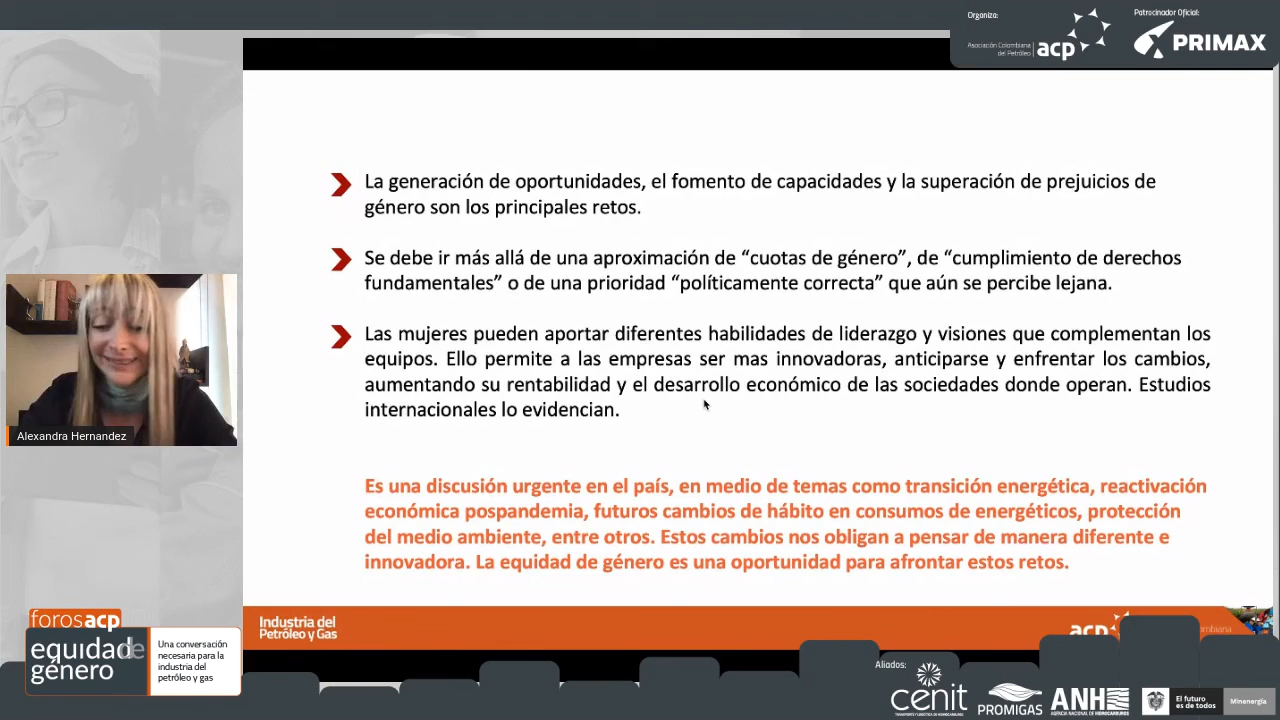 Organiza:
Asociación Colombiana
del Petróleo
acp
Patrocinador Oficial:
PRIMAX
La generación de oportunidades, el fomento de capacidades y la superación de prejuicios de
género son los principales retos.
Se debe ir más allá de una aproximación de “cuotas de género”, de “cumplimiento de derechos
fundamentales” o de una prioridad “políticamente correcta” que aún se percibe lejana.
Las mujeres pueden aportar diferentes habilidades de liderazgo y visiones que complementan los
equipos. Ello permite a las empresas ser mas innovadoras, anticiparse y enfrentar los cambios,
aumentando su rentabilidad y el desarrollo económico de las sociedades donde operan. Estudios
internacionales lo evidencian.
Alexandra Hernandez
Es una discusión urgente en el país, en medio de temas como transición energética, reactivación
económica pospandemia, futuros cambios de hábito en consumos de energéticos, protección
del medio ambiente, entre otros. Estos cambios nos obligan a pensar de manera diferente e
innovadora. La equidad de género es una oportunidad para afrontar estos retos.
Industria del
Petróleo y Gas
acp
forosacp
equidad de
género
Una conversación
necesaria para la
industria del
petróleo y gas
Aliados:
cenit
TRANSPORTE Y LOGÍSTICA DE HIDROCARBUROS
PROMIGAS
ANH
AGENCIA NACIONAL DE HIDROCARBUROS
El futuro
es de todos
Minenergía